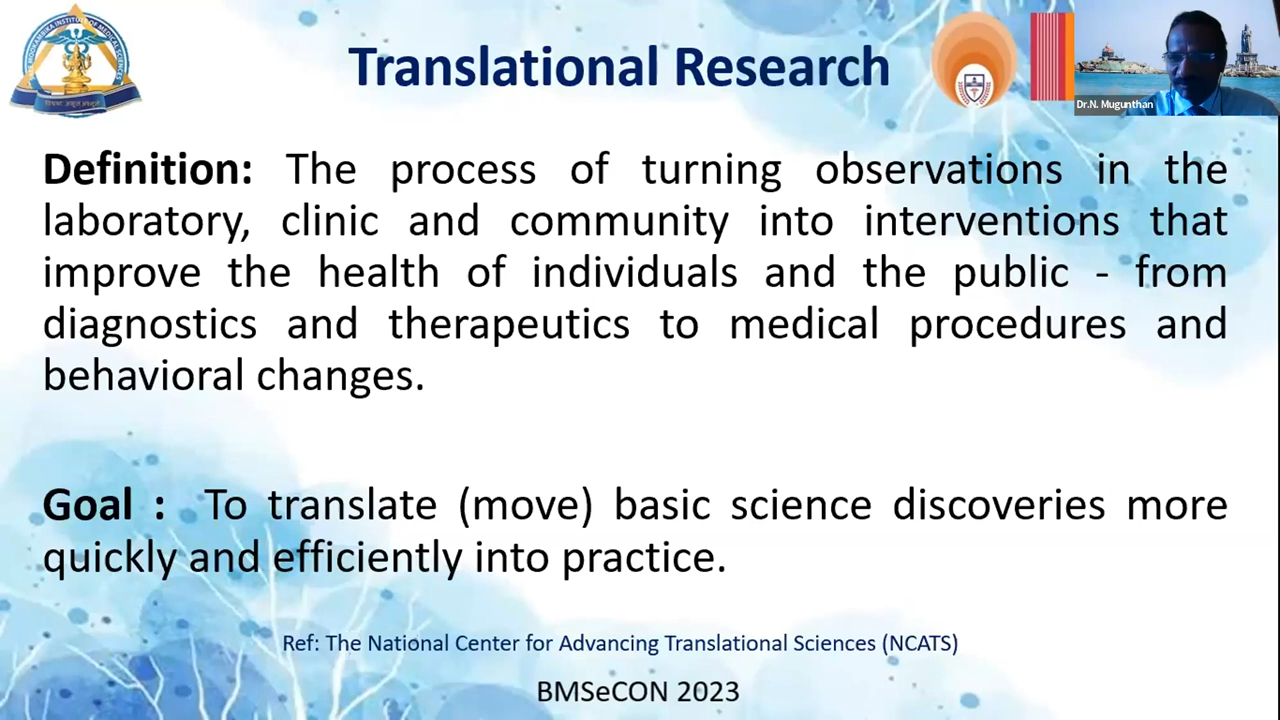 Translational Research
Dr.N. Mugunthan
Definition: The process of turning observations in the
laboratory, clinic and community into interventions that
improve the health of individuals and the public - from
diagnostics and therapeutics to medical procedures and
behavioral changes.
Goal : To translate (move) basic science discoveries more
quickly and efficiently into practice.
Ref: The National Center for Advancing Translational Sciences (NCATS)
BMSeCON 2023